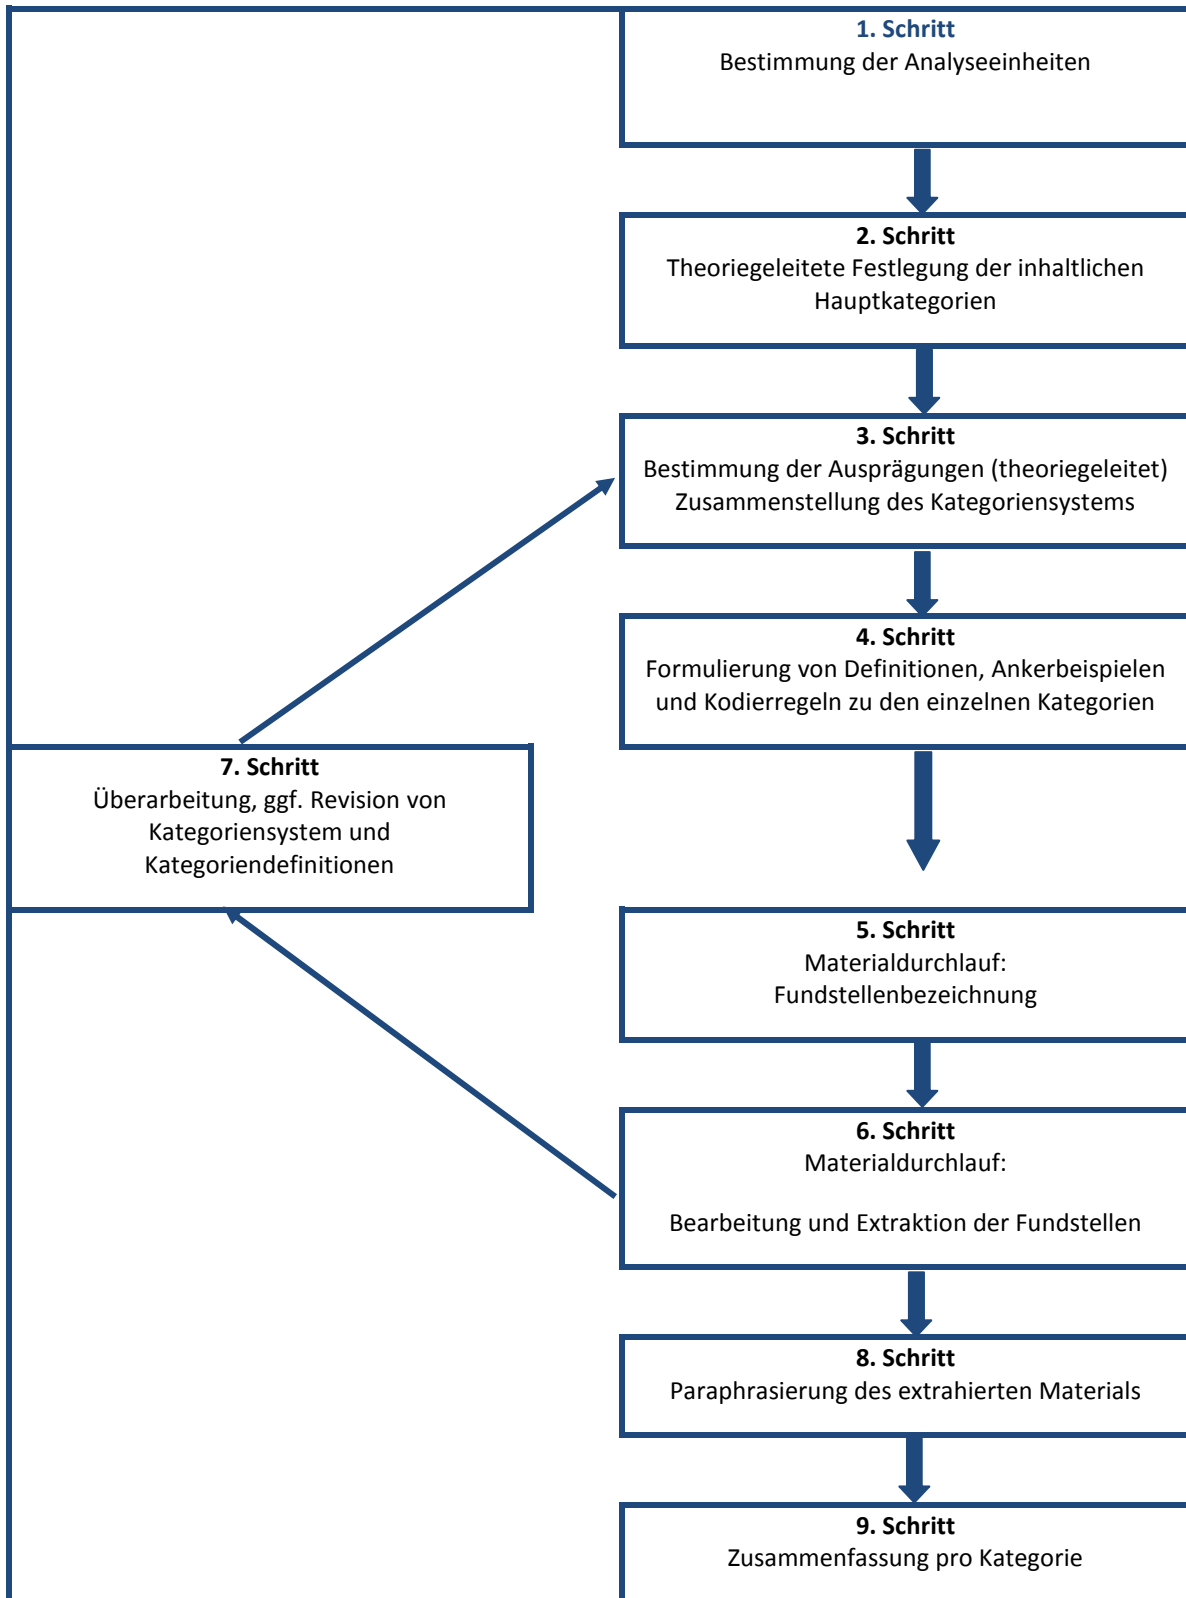 1. Schritt
Bestimmung der Analyseeinheiten
2. Schritt
Theoriegeleitete Festlegung der inhaltlichen
Hauptkategorien
3. Schritt
Bestimmung der Ausprägungen (theoriegeleitet)
Zusammenstellung des Kategoriensystems
4. Schritt
Formulierung von Definitionen, Ankerbeispielen
und Kodierregeln zu den einzelnen Kategorien
7. Schritt
Überarbeitung, ggf. Revision von
Kategoriensystem und
Kategoriendefinitionen
5. Schritt
Materialdurchlauf:
Fundstellenbezeichnung
6. Schritt
Materialdurchlauf:
Bearbeitung und Extraktion der Fundstellen
8. Schritt
Paraphrasierung des extrahierten Materials
9. Schritt
Zusammenfassung pro Kategorie